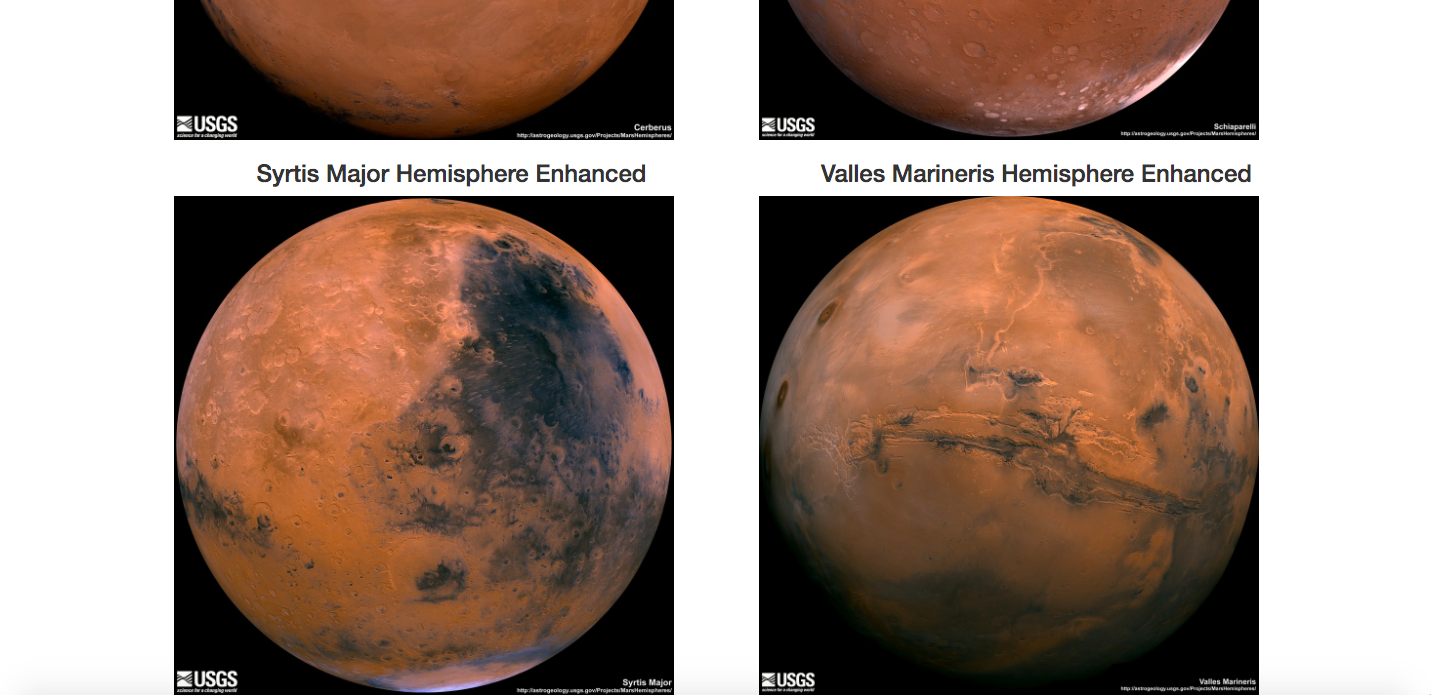 USGS
science for a changing world
Cerberus
http://astrogeology.usgs.gov/Projects/MarsHemispheres/
USGS
science for a changing world
Schiaparelli
http://astrogeology.usgs.gov/Projects/MarsHemispheres/
Syrtis Major Hemisphere Enhanced
Valles Marineris Hemisphere Enhanced
USGS
science for a changing world
Syrtis Major
http://astrogeology.usgs.gov/Projects/MarsHemispheres/
USGS
science for a changing world
Valles Marineris
http://astrogeology.usgs.gov/Projects/MarsHemispheres/